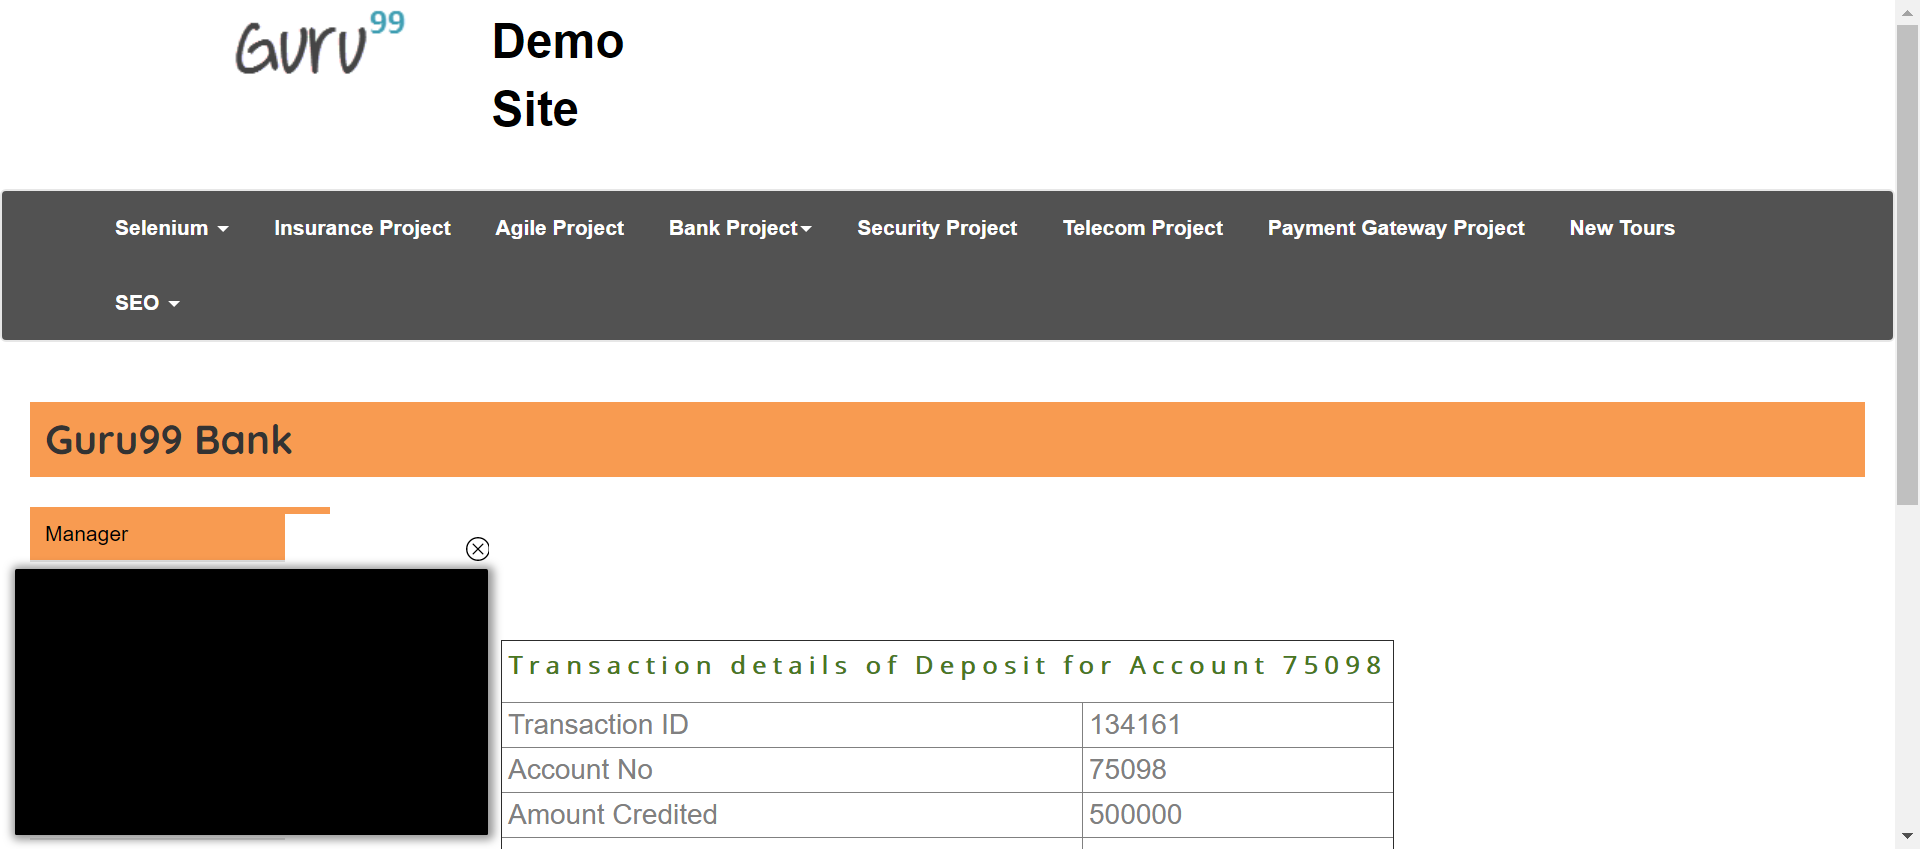 Guru99
Demo
Site
Selenium Insurance Project Agile Project Bank Project Security Project Telecom Project Payment Gateway Project New Tours
SEO
Guru99 Bank
Manager
Transaction details of Deposit for Account 75098
Transaction ID 134161
Account No 75098
Amount Credited 500000